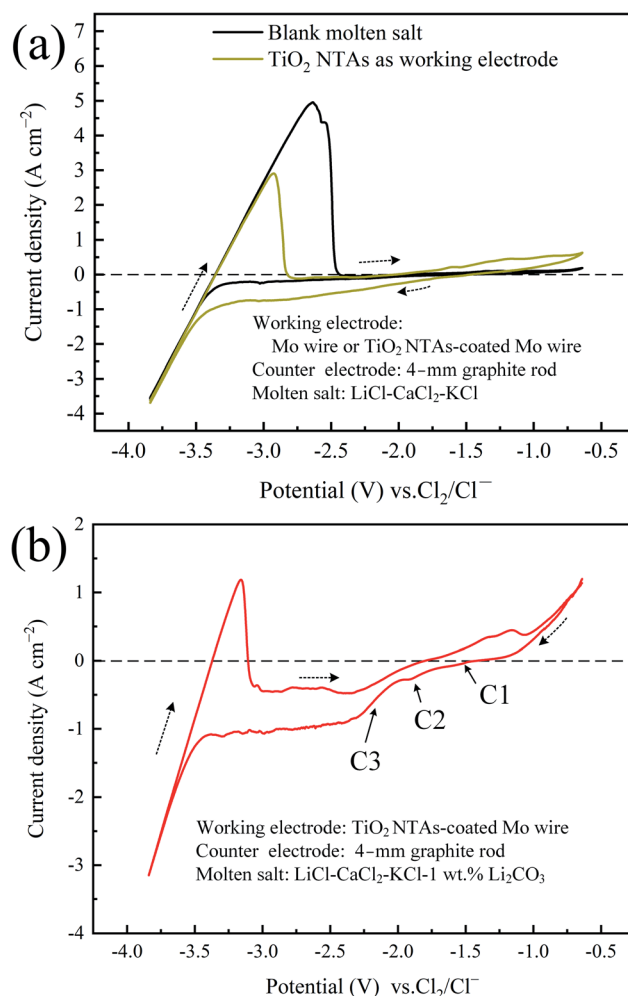 (a)
Blank molten salt
TiO₂ NTAs as working electrode
7
6
5
4
3
2
1
0
-1
-2
-3
-4
Current density (A cm⁻²)
Working electrode:
Mo wire or TiO₂ NTAs-coated Mo wire
Counter electrode: 4-mm graphite rod
Molten salt: LiCl-CaCl₂-KCl
-4.0 -3.5 -3.0 -2.5 -2.0 -1.5 -1.0 -0.5
Potential (V) vs.Cl₂/Cl⁻
(b)
2
1
0
-1
-2
-3
-4
Current density (A cm⁻²)
C1
C2
C3
Working electrode: TiO₂ NTAs-coated Mo wire
Counter electrode: 4-mm graphite rod
Molten salt: LiCl-CaCl₂-KCl-1 wt.% Li₂CO₃
-4.0 -3.5 -3.0 -2.5 -2.0 -1.5 -1.0 -0.5
Potential (V) vs.Cl₂/Cl⁻